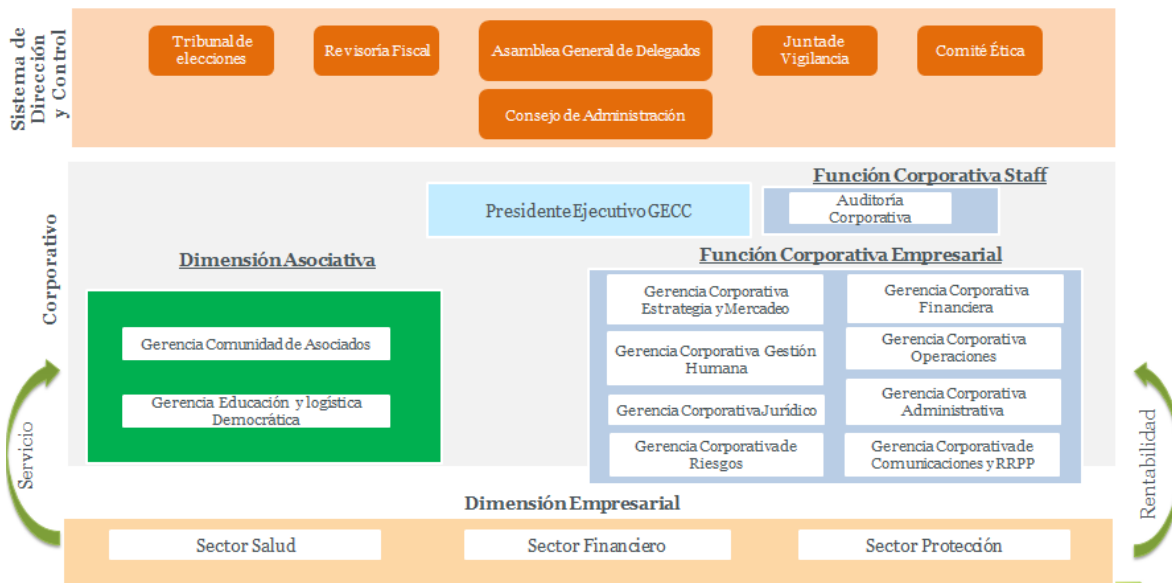 Sistema de
Dirección
y Control
Tribunal de
elecciones
Revisoría Fiscal
Asamblea General de Delegados
Junta de
Vigilancia
Comité Ética
Consejo de Administración
Corporativo
Función Corporativa Staff
Presidente Ejecutivo GECC
Auditoría
Corporativa
Dimensión Asociativa
Función Corporativa Empresarial
Gerencia Comunidad de Asociados
Gerencia Educación y logística
Democrática
Gerencia Corporativa
Estrategia y Mercadeo
Gerencia Corporativa
Financiera
Gerencia Corporativa Gestión
Humana
Gerencia Corporativa
Operaciones
Gerencia Corporativa Jurídico
Gerencia Corporativa
Administrativa
Gerencia Corporativa de
Riesgos
Gerencia Corporativa de
Comunicaciones y RRPP
Servicio
Rentabilidad
Dimensión Empresarial
Sector Salud
Sector Financiero
Sector Protección